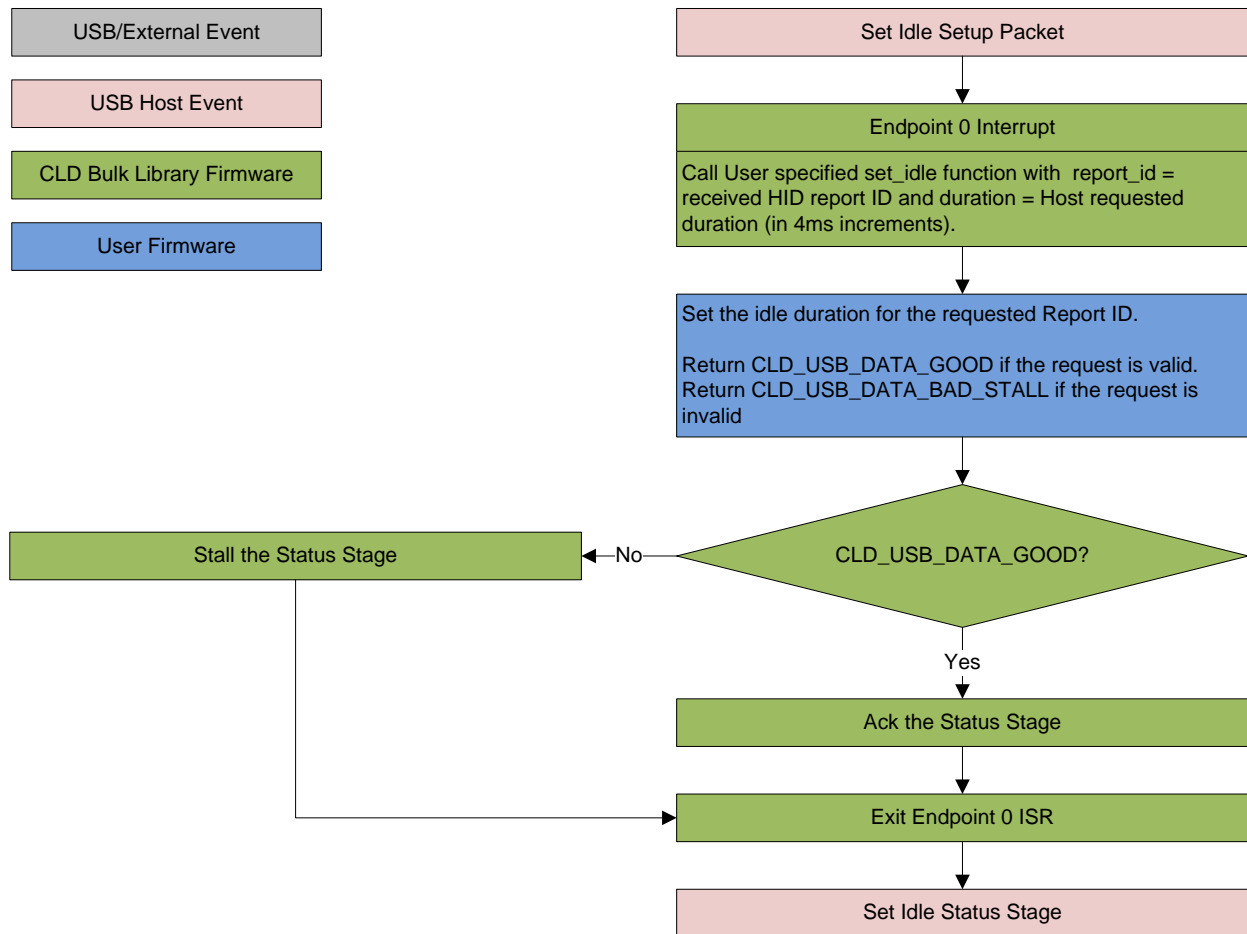 USB/External Event
USB Host Event
CLD Bulk Library Firmware
User Firmware
Set Idle Setup Packet
Endpoint 0 Interrupt
Call User specified set_idle function with  report_id =
received HID report ID and duration = Host requested
duration (in 4ms increments).
Set the idle duration for the requested Report ID.
Return CLD_USB_DATA_GOOD if the request is valid.
Return CLD_USB_DATA_BAD_STALL if the request is
invalid
CLD_USB_DATA_GOOD?
No
Stall the Status Stage
Yes
Ack the Status Stage
Exit Endpoint 0 ISR
Set Idle Status Stage